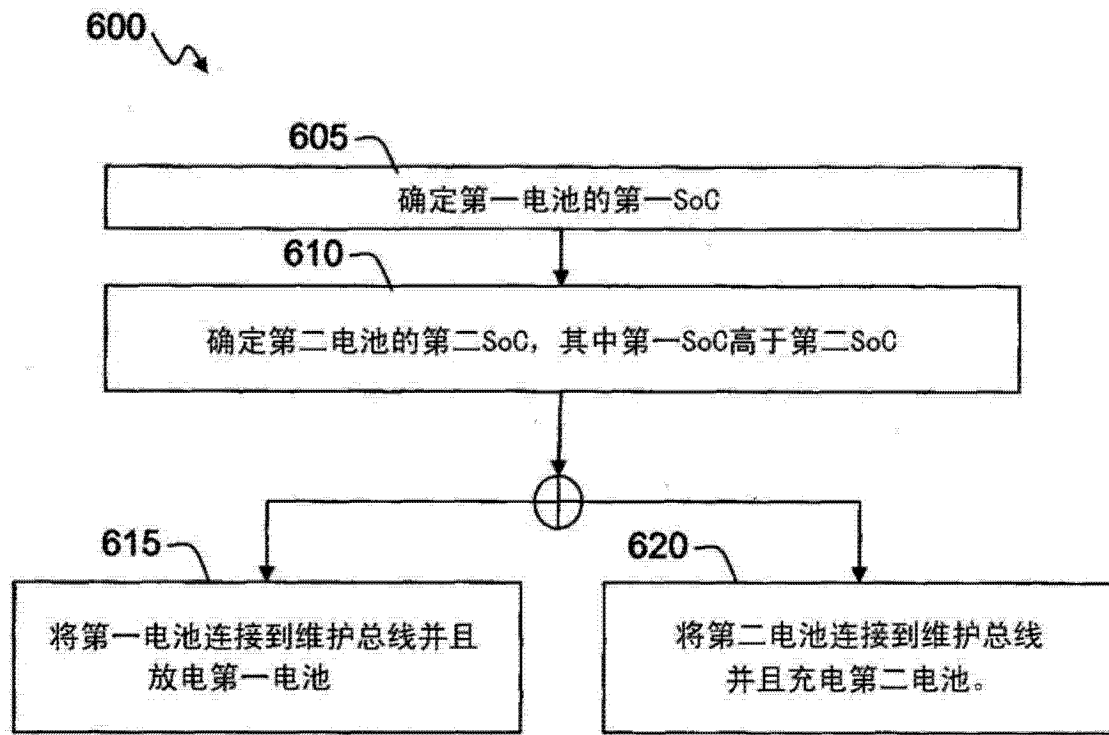 600
605
确定第一电池的第一SoC
610
确定第二电池的第二SoC，其中第一SoC高于第二SoC
615
将第一电池连接到维护总线并且
放电第一电池
620
将第二电池连接到维护总线
并且充电第二电池。